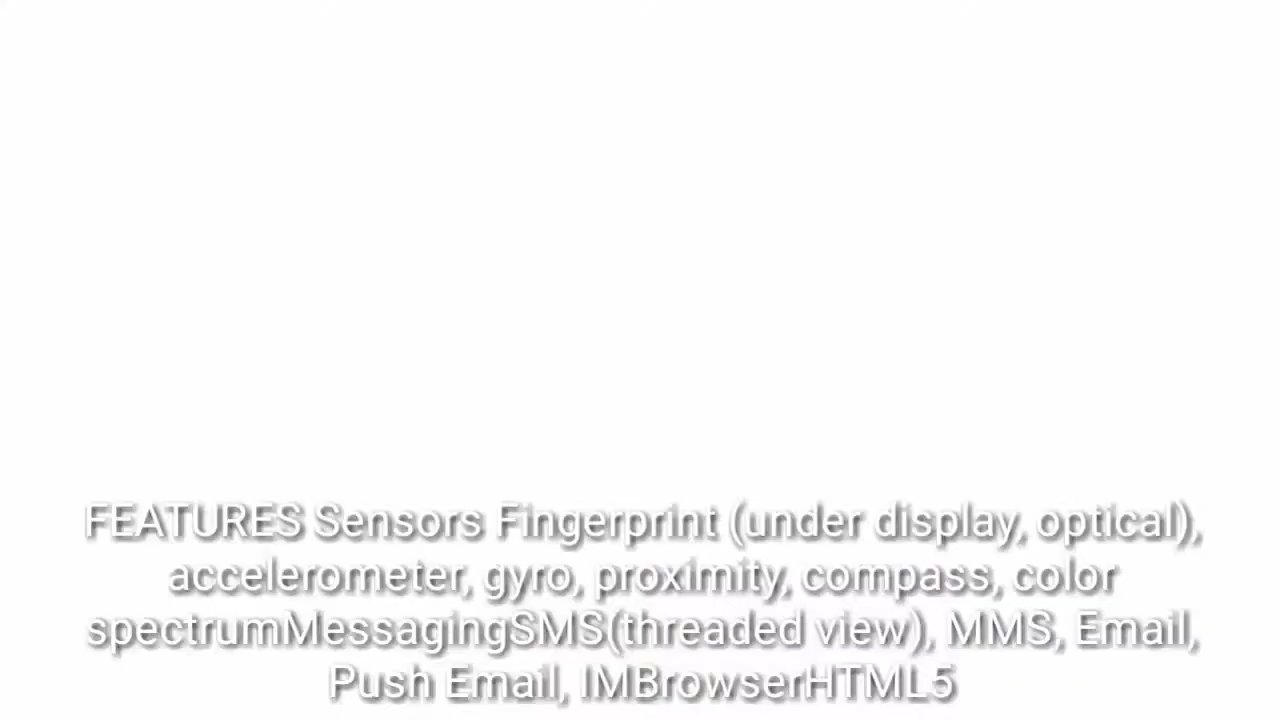 FEATURES Sensors Fingerprint (under display, optical),
accelerometer, gyro, proximity, compass, color
spectrumMessagingSMS(threaded view), MMS, Email,
Push Email, IMBrowserHTML5